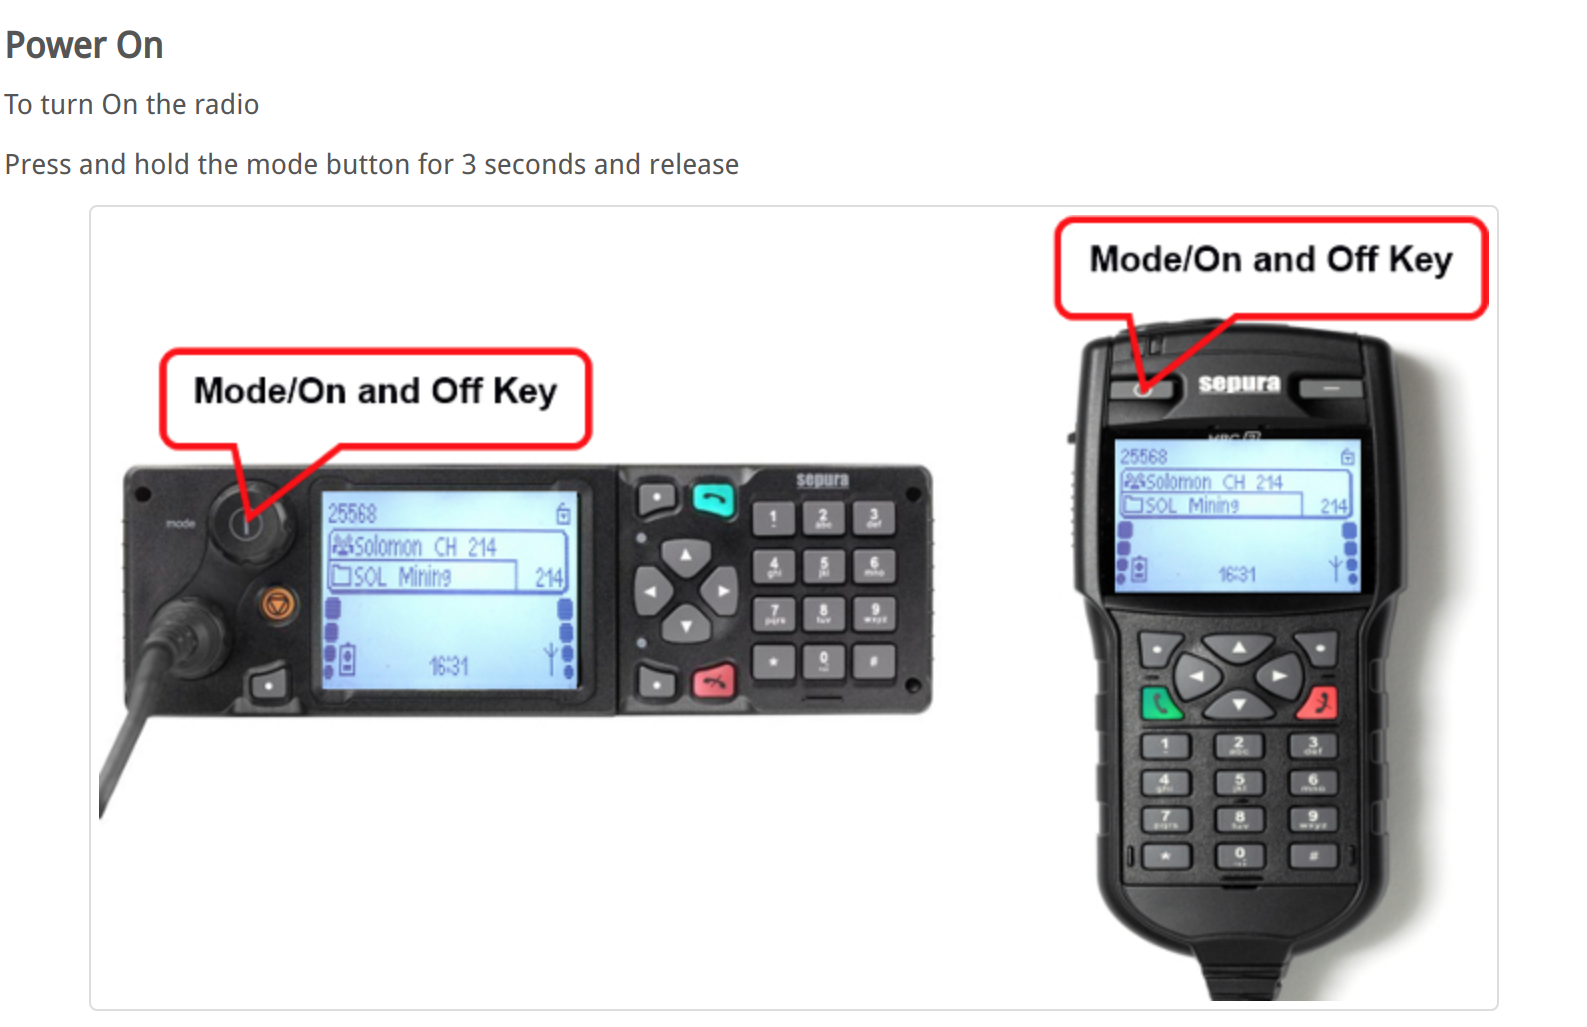 Power On
To turn On the radio
Press and hold the mode button for 3 seconds and release
Mode/On and Off Key
sepura
25568
Solomon CH 214
SOL Mining 214
16:31
Mode/On and Off Key
mode
25568
Solomon CH 214
SOL Mining 214
16:31
sepura
1
2 abc
3 def
4 ghi
5 jkl
6 mno
7 pqrs
8 tuv
9 wxyz
*
0
#
1
2 abc
3 def
4 ghi
5 jkl
6 mno
7 pqrs
8 tuv
9 wxyz
*
0
#